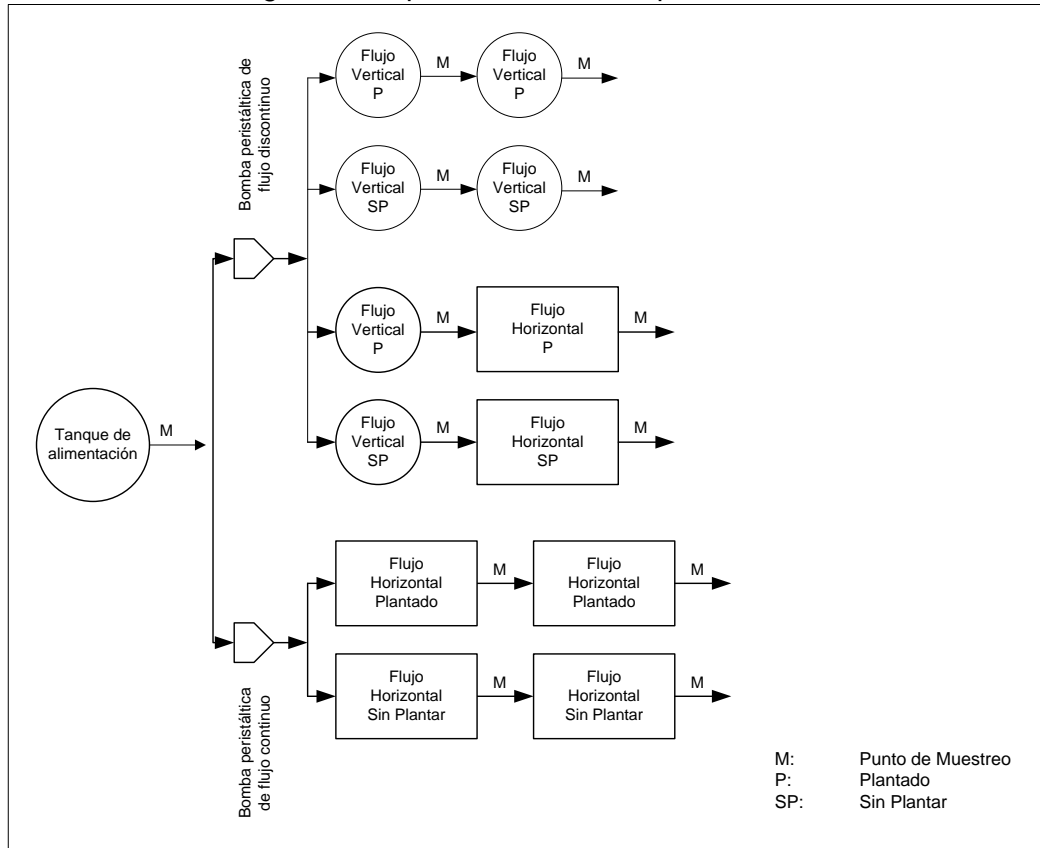 Bomba peristáltica de
flujo discontinuo
Flujo
Vertical
P
M
Flujo
Vertical
P
M
Flujo
Vertical
SP
M
Flujo
Vertical
SP
M
Flujo
Vertical
P
M
Flujo
Horizontal
P
M
Flujo
Vertical
SP
M
Flujo
Horizontal
SP
M
Tanque de
alimentación
M
Flujo
Horizontal
Plantado
M
Flujo
Horizontal
Plantado
M
Flujo
Horizontal
Sin Plantar
M
Flujo
Horizontal
Sin Plantar
M
Bomba peristáltica
de flujo continuo
M: Punto de Muestreo
P: Plantado
SP: Sin Plantar